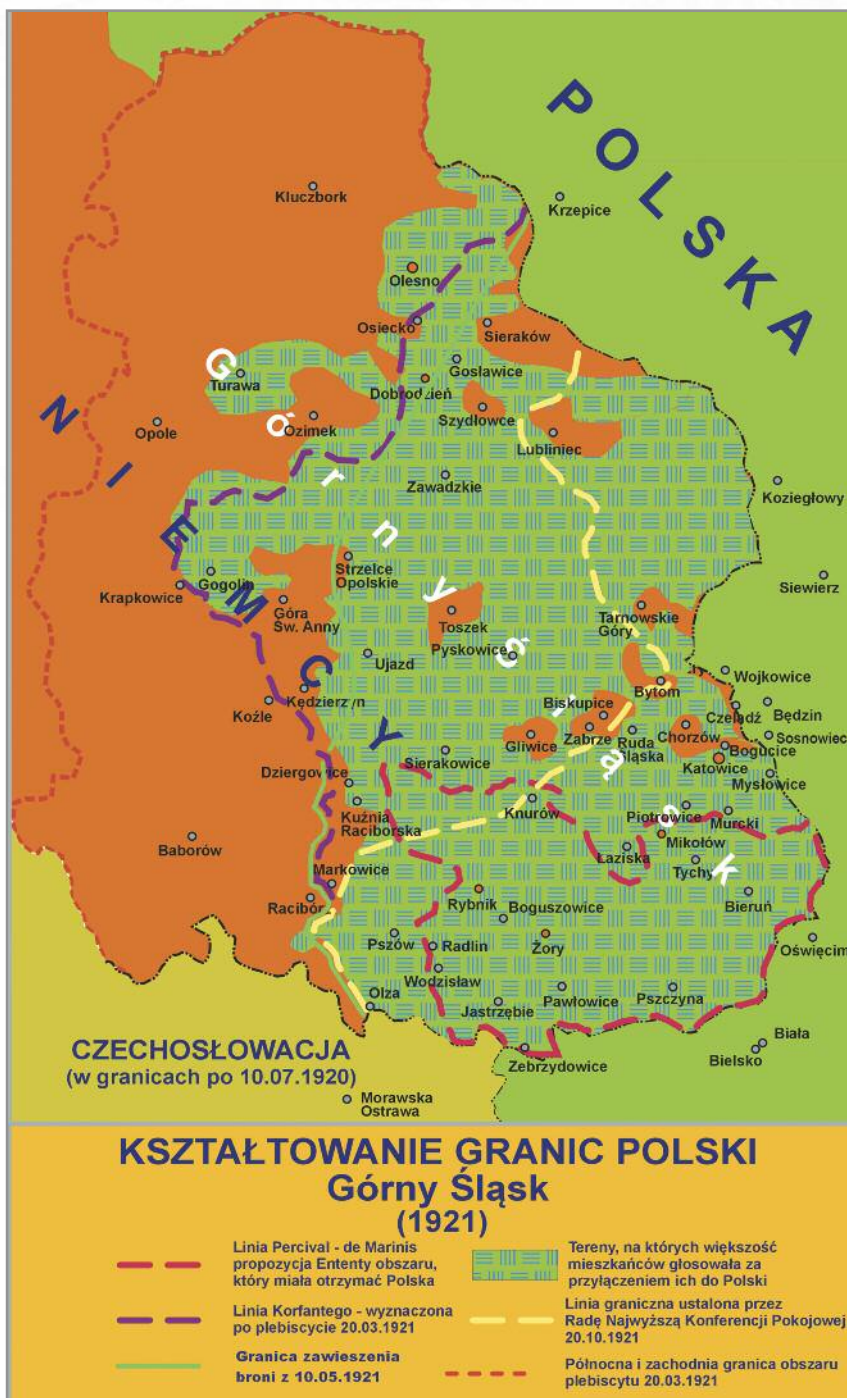 POLSKA
NIEMCY
Górny Śląsk
Kluczbork
Krzepice
Olesno
Osiecko
Sieraków
Turawa
Gosławice
Dobrodzień
Opole
Ozimek
Szydłowce
Lubliniec
Zawadzkie
Koziegłowy
Strzelce
Opolskie
Gogolin
Krapkowice
Siewierz
Góra
Św. Anny
Toszek
Tarnowskie
Góry
Pyskowice
Ujazd
Wojkowice
Bytom
Kędzierzyn
Koźle
Biskupice
Czeladź
Będzin
Gliwice
Zabrze
Ruda
Śląska
Chorzów
Sosnowiec
Bogucice
Sierakowice
Katowice
Mysłowice
Dziergowice
Kuźnia
Raciborska
Knurów
Piotrowice
Murcki
Baborów
Mikołów
Łaziska
Tychy
Markowice
Racibórz
Rybnik
Bieruń
Boguszowice
Pszów
Radlin
Żory
Oświęcim
Wodzisław
Olza
Jastrzębie
Pawłowice
Pszczyna
Zebrzydowice
Biała
Bielsko
CZECHOSŁOWACJA
(w granicach po 10.07.1920)
Morawska
Ostrawa
KSZTAŁTOWANIE GRANIC POLSKI
Górny Śląsk
(1921)
Linia Percival - de Marinis
propozycja Ententy obszaru,
który miała otrzymać Polska
Linia Korfantego - wyznaczona
po plebiscycie 20.03.1921
Granica zawieszenia
broni z 10.05.1921
Tereny, na których większość
mieszkańców głosowała za
przyłączeniem ich do Polski
Linia graniczna ustalona przez
Radę Najwyższą Konferencji Pokojowej
20.10.1921
Północna i zachodnia granica obszaru
plebiscytu 20.03.1921